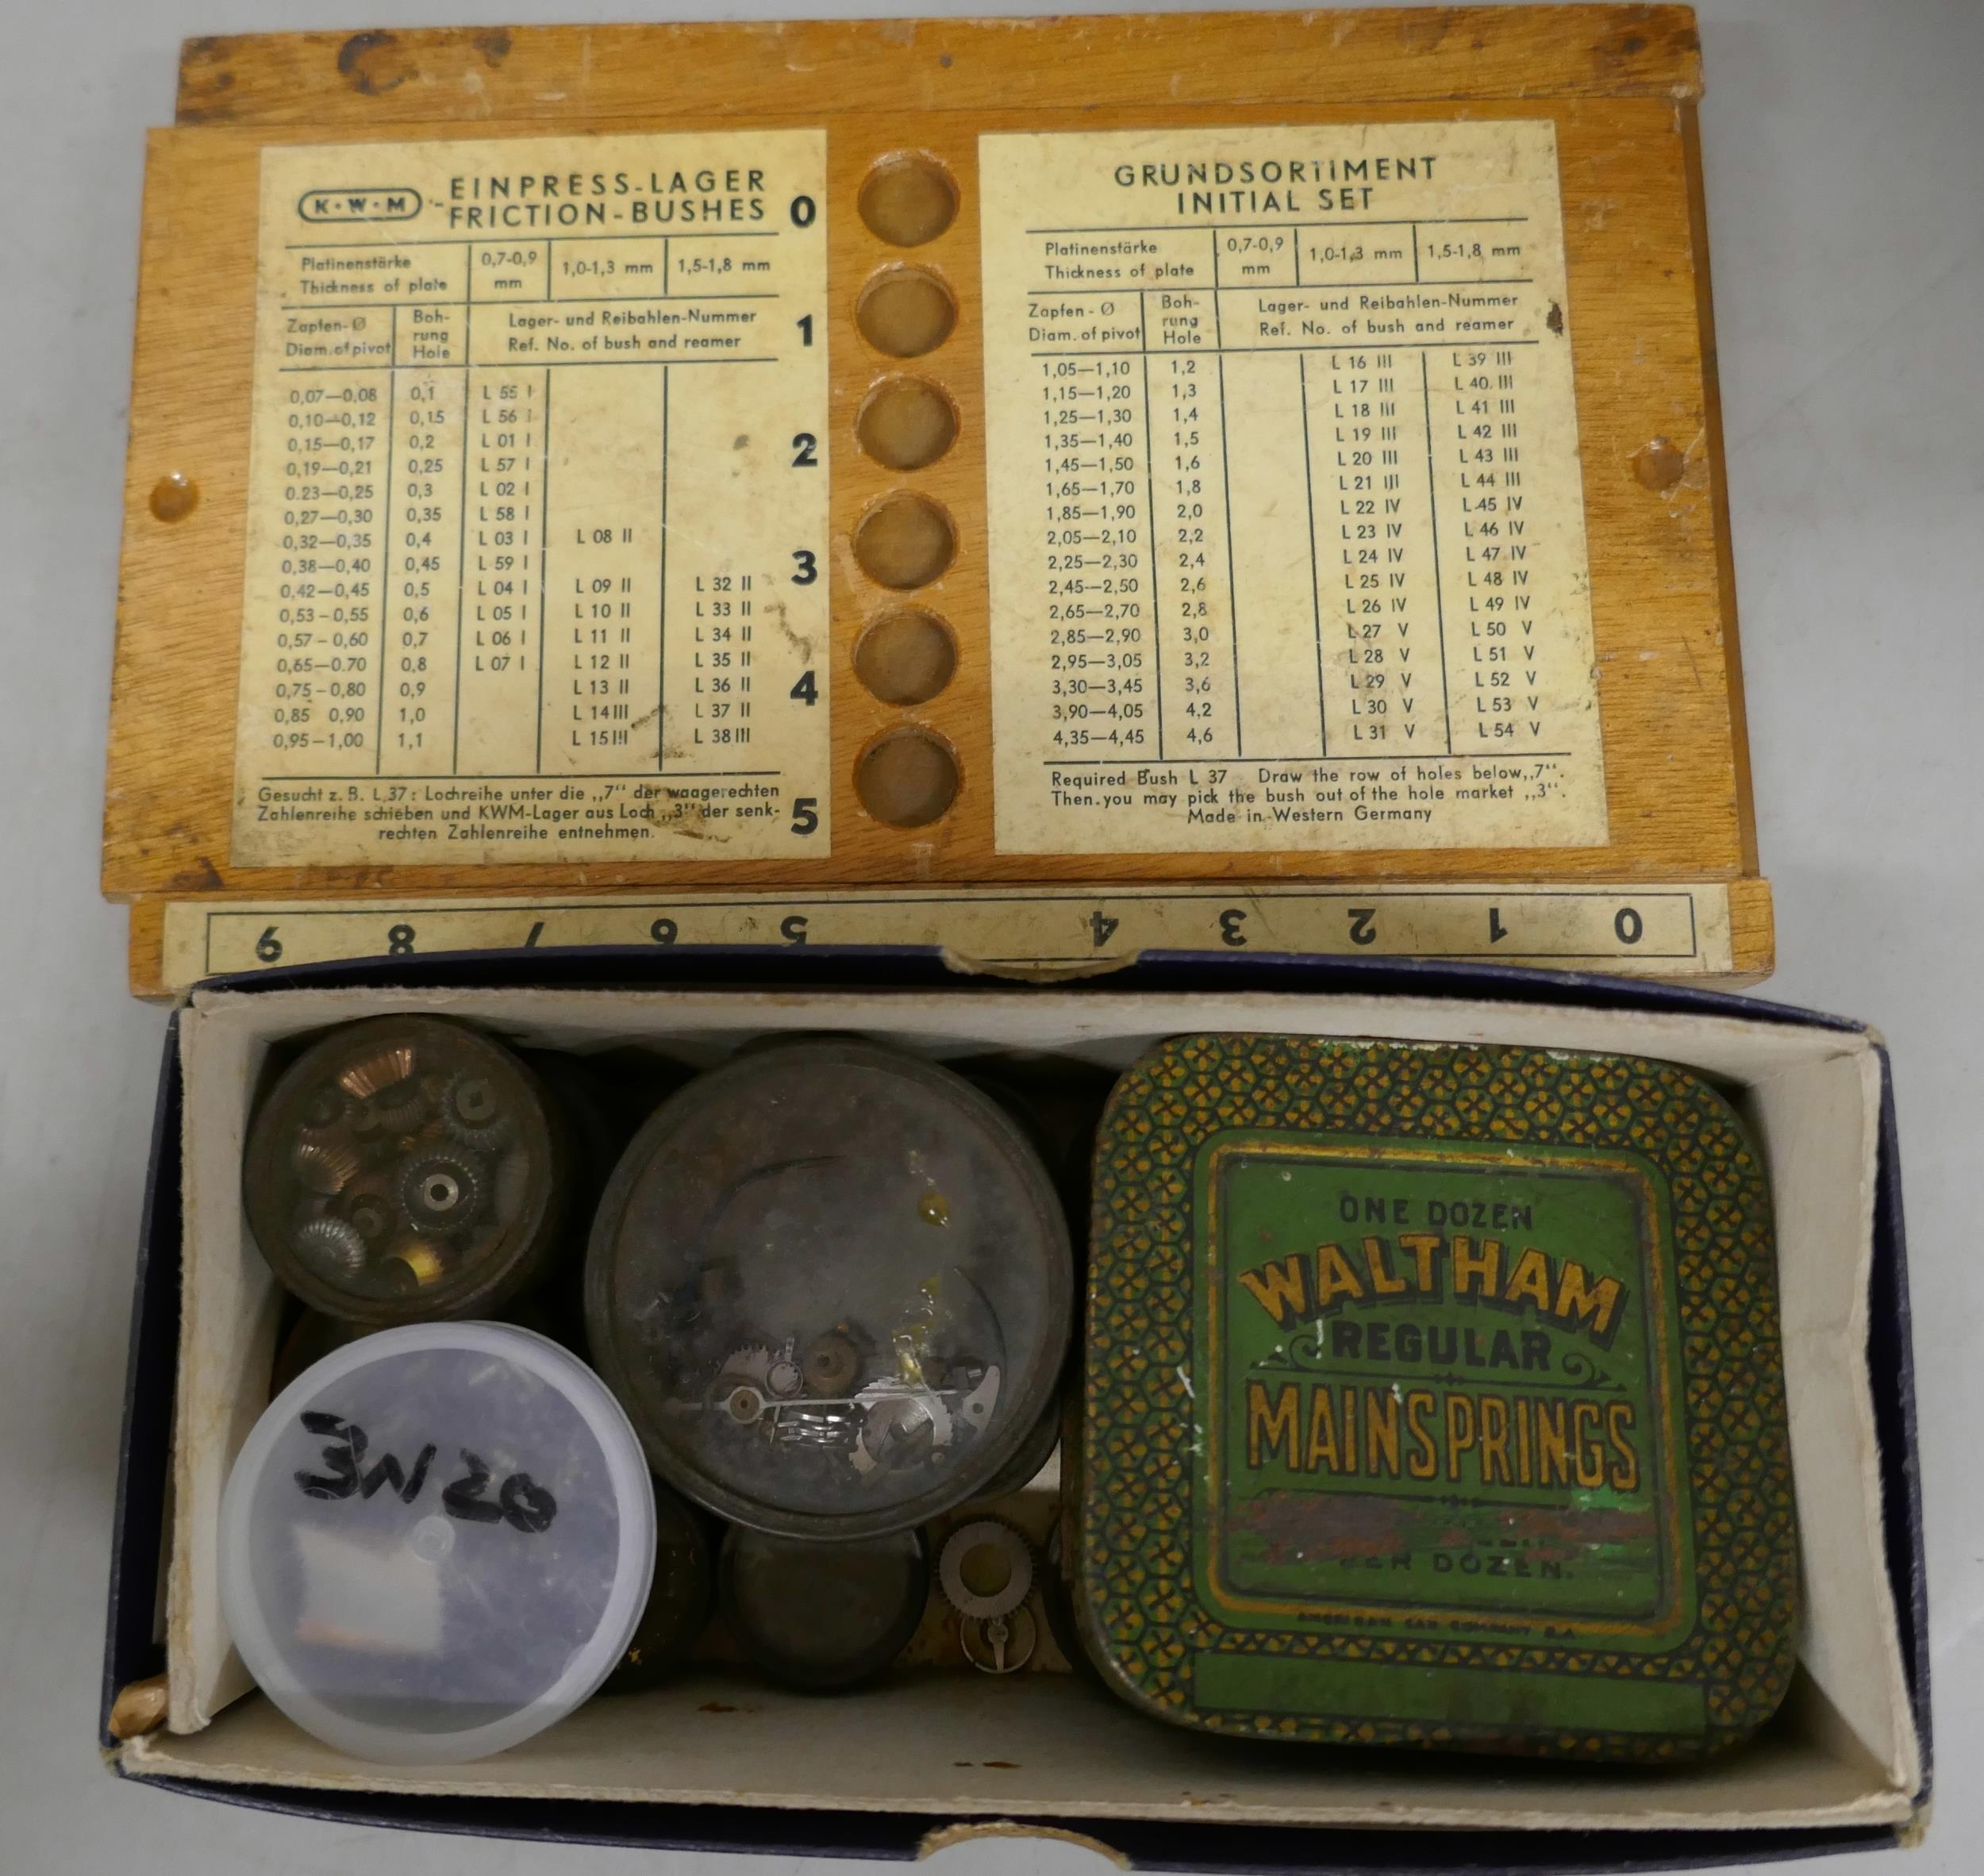 K·W·M - EINPRESS-LAGER
FRICTION-BUSHES
Platinenstärke 0,7-0,9 1,0-1,3 mm 1,5-1,8 mm
Thickness of plate mm
Zapfen-Ø Boh- Lager- und Reibahlen-Nummer
Diam. of pivot rung Ref. No. of bush and reamer
Hole
0,07—0,08 0,1 L 55 I
0,10—0,12 0,15 L 56 I
0,15—0,17 0,2 L 01 I
0,19—0,21 0,25 L 57 I
0.23—0,25 0,3 L 02 I
0,27—0,30 0,35 L 58 I
0,32—0,35 0,4 L 03 I L 08 II
0,38—0,40 0,45 L 59 I
0,42—0,45 0,5 L 04 I L 09 II L 32 II
0,53-0,55 0,6 L 05 I L 10 II L 33 II
0,57-0,60 0,7 L 06 I L 11 II L 34 II
0,65—0.70 0,8 L 07 I L 12 II L 35 II
0,75-0,80 0,9 L 13 II L 36 II
0,85 0,90 1,0 L 14 III L 37 II
0,95-1,00 1,1 L 15 III L 38 III
Gesucht z. B. L 37: Lochreihe unter die „7“ der waagerechten
Zahlenreihe schieben und KWM-Lager aus Loch „3“ der senk-
rechten Zahlenreihe entnehmen.
0
1
2
3
4
5
GRUNDSORTIMENT
INITIAL SET
Platinenstärke 0,7-0,9 1,0-1,3 mm 1,5-1,8 mm
Thickness of plate mm
Zapfen-Ø Boh- Lager- und Reibahlen-Nummer
Diam. of pivot rung Ref. No. of bush and reamer
Hole
1,05—1,10 1,2 L 16 III L 39 III
1,15—1,20 1,3 L 17 III L 40 III
1,25—1,30 1,4 L 18 III L 41 III
1,35—1,40 1,5 L 19 III L 42 III
1,45—1,50 1,6 L 20 III L 43 III
1,65—1,70 1,8 L 21 III L 44 III
1,85—1,90 2,0 L 22 IV L 45 IV
2,05—2,10 2,2 L 23 IV L 46 IV
2,25—2,30 2,4 L 24 IV L 47 IV
2,45—2,50 2,6 L 25 IV L 48 IV
2,65—2,70 2,8 L 26 IV L 49 IV
2,85—2,90 3,0 L 27 V L 50 V
2,95—3,05 3,2 L 28 V L 51 V
3,30—3,45 3,6 L 29 V L 52 V
3,90—4,05 4,2 L 30 V L 53 V
4,35—4,45 4,6 L 31 V L 54 V
Required Bush L 37 Draw the row of holes below „7“.
Then you may pick the bush out of the hole market „3“.
Made in Western Germany
9 8 7 6 5 4 3 2 1 0
ONE DOZEN
WALTHAM
REGULAR
MAINSPRINGS
PER DOZEN.
AMERICAN CAN COMPANY